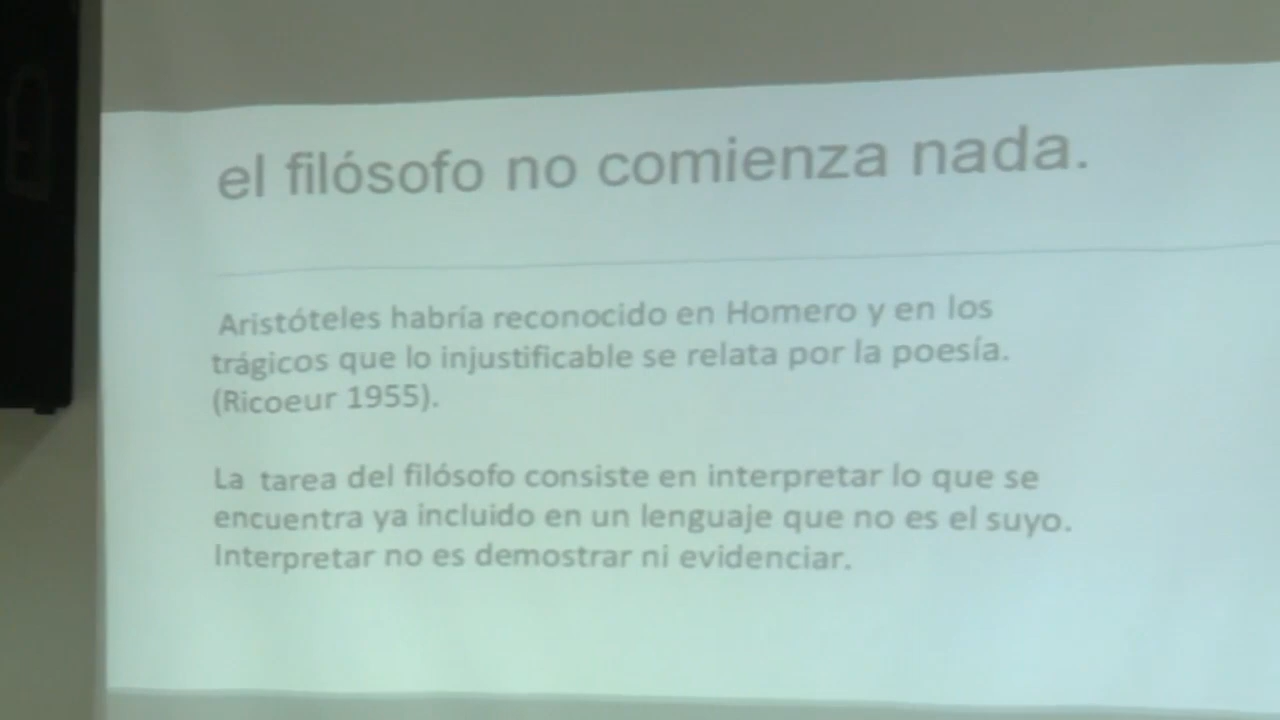 el filósofo no comienza nada.
Aristóteles habría reconocido en Homero y en los
trágicos que lo injustificable se relata por la poesía.
(Ricoeur 1955).
La tarea del filósofo consiste en interpretar lo que se
encuentra ya incluido en un lenguaje que no es el suyo.
Interpretar no es demostrar ni evidenciar.